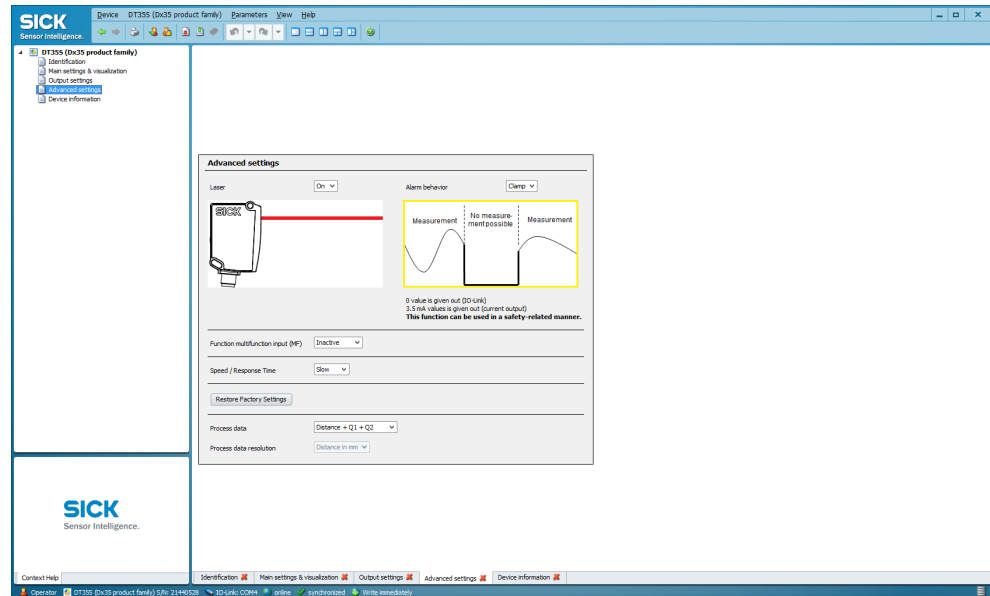 SICK
Sensor Intelligence.
Device DT35S (Dx35 product family) Parameters View Help
DT35S (Dx35 product family)
Identification
Main settings & visualization
Output settings
Advanced settings
Device information
Advanced settings
Laser On
Alarm behavior Clamp
SICK
Measurement
No measure-
ment possible
Measurement
0 value is given out (IO-Link)
3.5 mA values is given out (current output)
This function can be used in a safety-related manner.
Function multifunction input (MF) Inactive
Speed / Response Time Slow
Restore Factory Settings
Process data Distance + Q1 + Q2
Process data resolution Distance in mm
SICK
Sensor Intelligence.
Context Help
Identification Main settings & visualization Output settings Advanced settings Device information
Operator DT35S (Dx35 product family) S/N: 21440528 IO-Link: COM4 online synchronized Write immediately